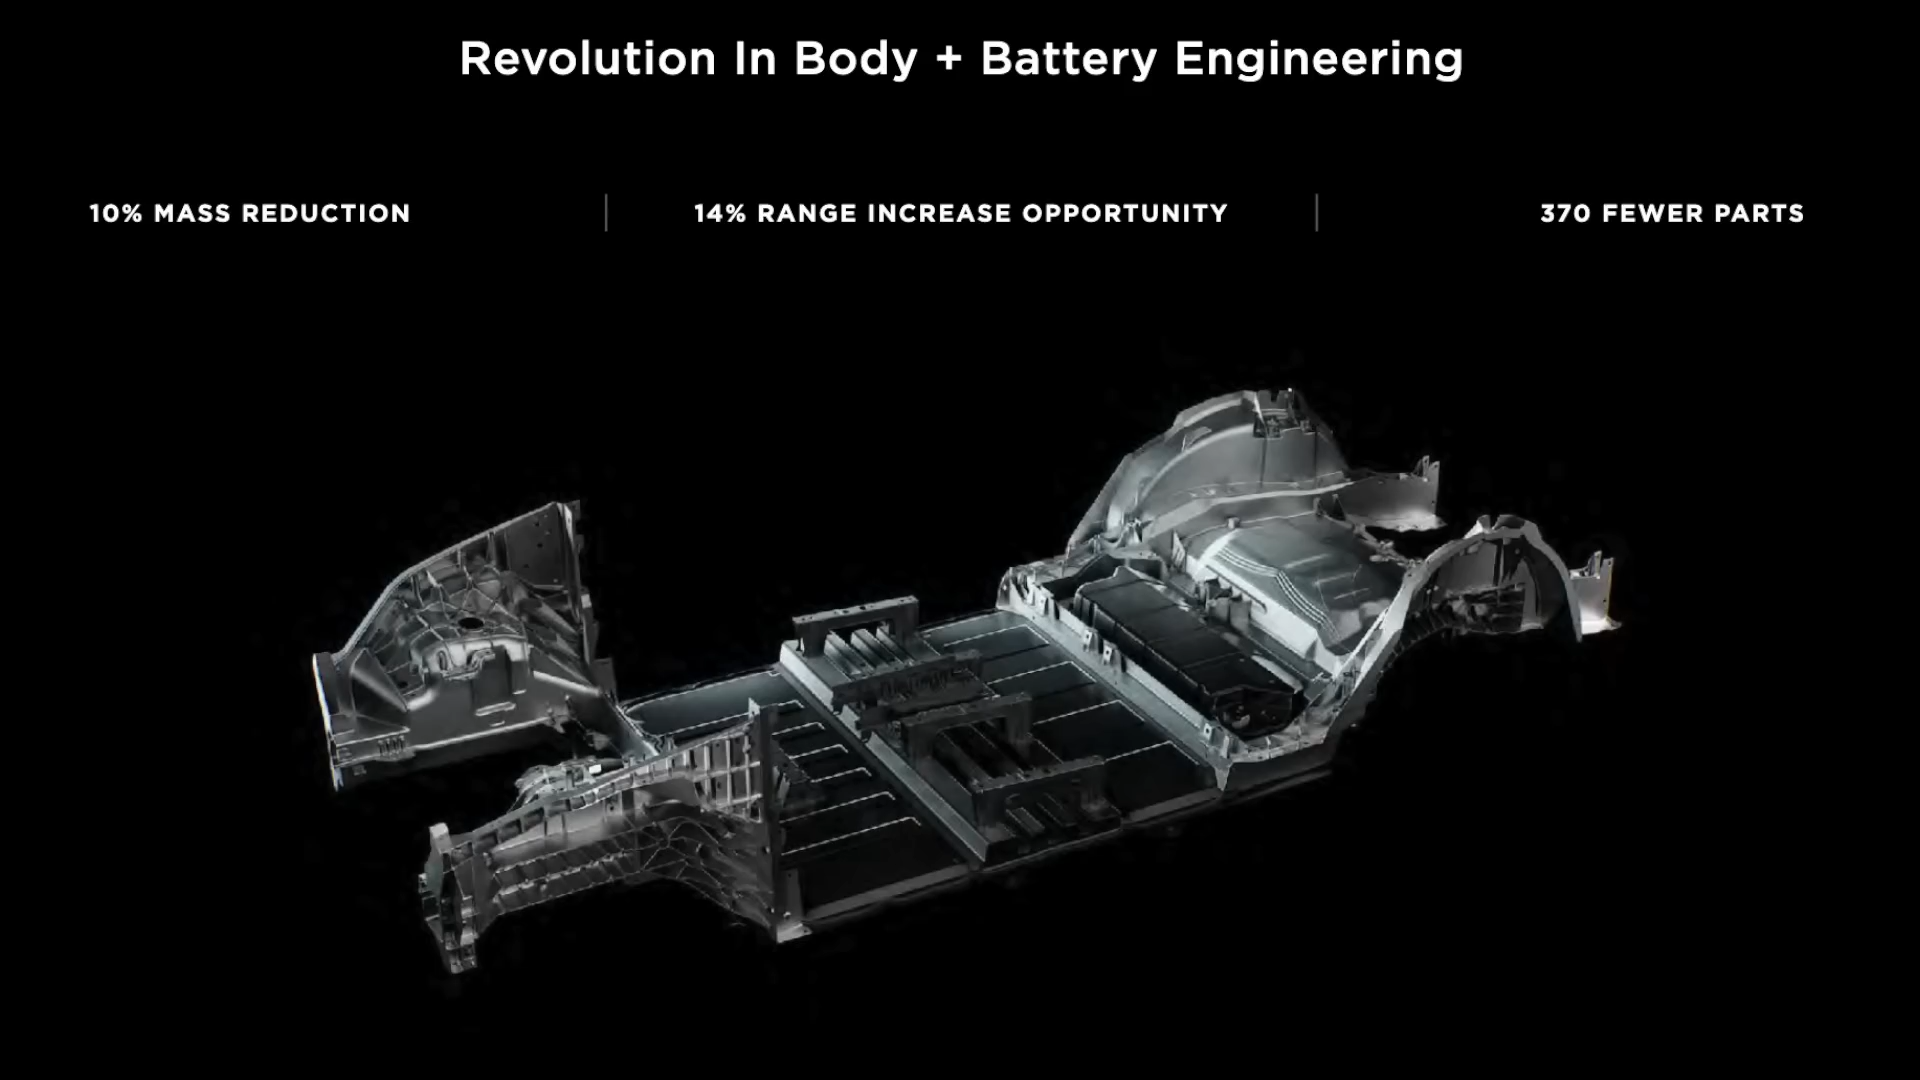 Revolution In Body + Battery Engineering
10% MASS REDUCTION
14% RANGE INCREASE OPPORTUNITY
370 FEWER PARTS